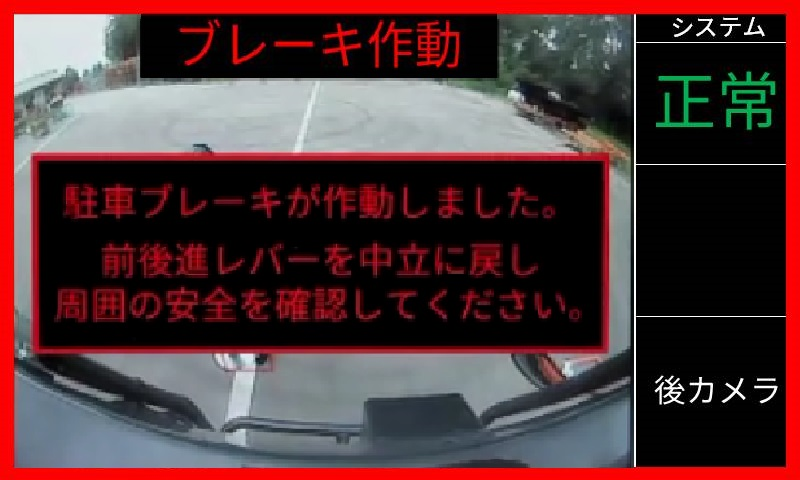 ブレーキ作動
システム
正常
駐車ブレーキが作動しました。
前後進レバーを中立に戻し
周囲の安全を確認してください。
後カメラ